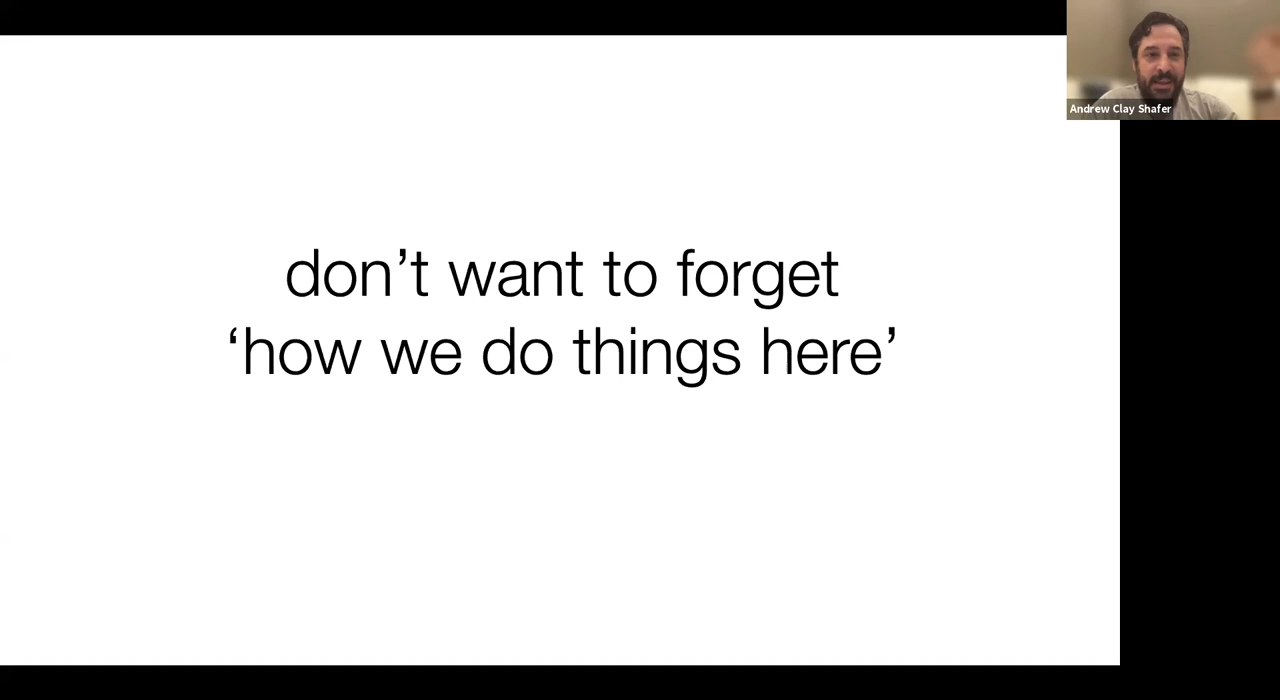 Andrew Clay Shafer
don’t want to forget
‘how we do things here’